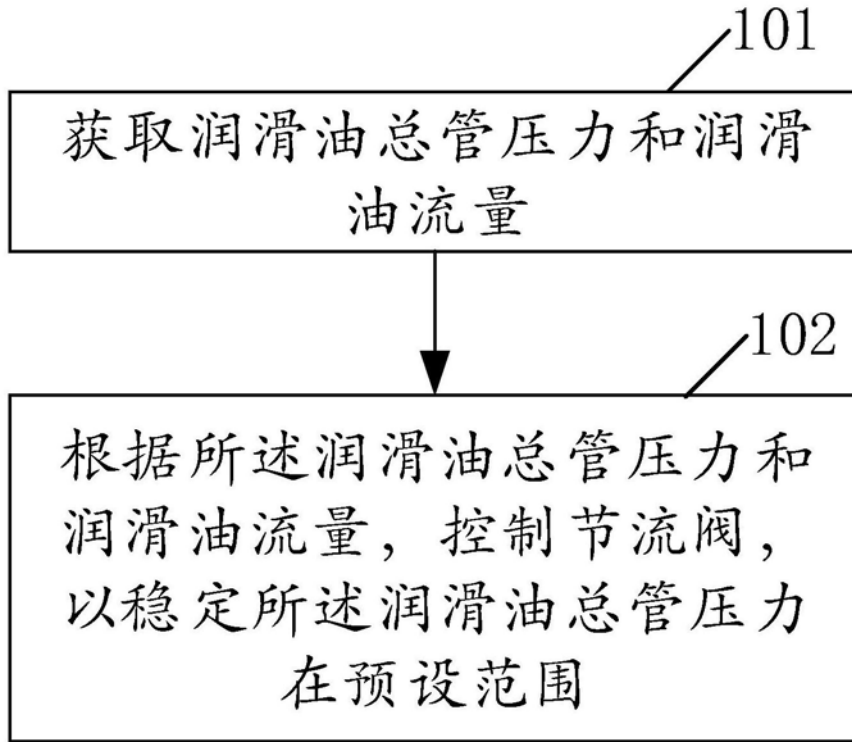 101
获取润滑油总管压力和润滑
油流量
102
根据所述润滑油总管压力和
润滑油流量，控制节流阀，
以稳定所述润滑油总管压力
在预设范围